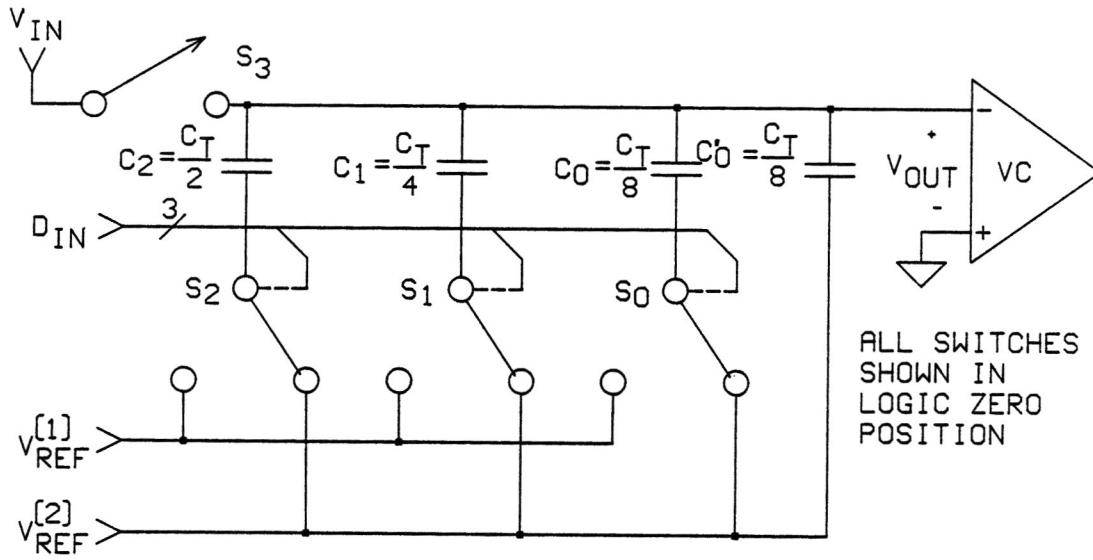 V_IN
S_3
C_2 = C_T/2
C_1 = C_T/4
C_0 = C_T/8
C'_0 = C_T/8
+
V_OUT
-
-
VC
+
D_IN
3
S_2
S_1
S_0
ALL SWITCHES
SHOWN IN
LOGIC ZERO
POSITION
V_REF^[1]
V_REF^[2]